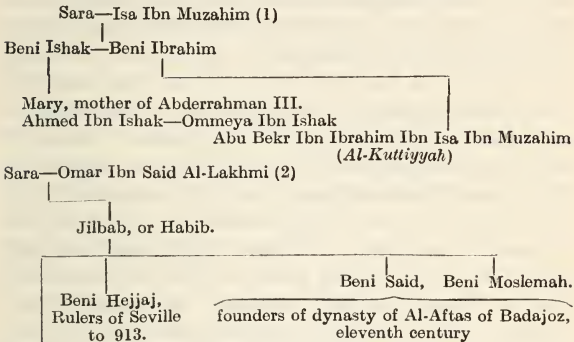 Sara—Isa Ibn Muzahim (1)
Beni Ishak—Beni Ibrahim
Mary, mother of Abderrahman III.
Ahmed Ibn Ishak—Ommeya Ibn Ishak
Abu Bekr Ibn Ibrahim Ibn Isa Ibn Muzahim
(Al-Kuttiyyah)
Sara—Omar Ibn Said Al-Lakhmi (2)
Jilbab, or Habib.
Beni Said, Beni Moslemah.
Beni Hejjaj,
Rulers of Seville
to 913.
founders of dynasty of Al-Aftas of Badajoz,
eleventh century